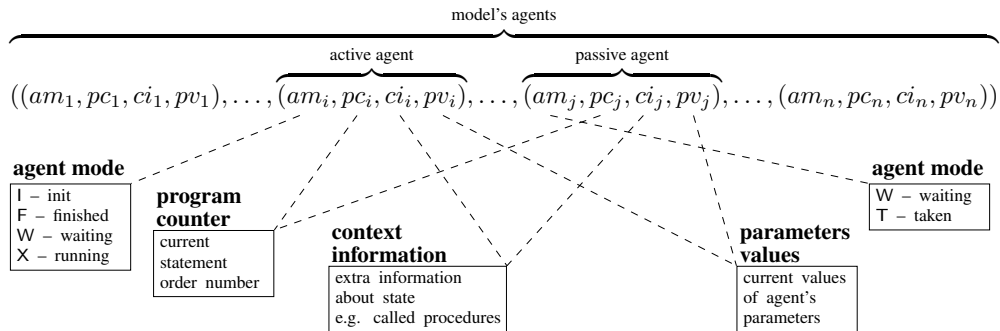 model's agents
active agent
passive agent
((am₁, pc₁, ci₁, pv₁), . . . , (amᵢ, pcᵢ, ciᵢ, pvᵢ), . . . , (amⱼ, pcⱼ, ciⱼ, pvⱼ), . . . , (amₙ, pcₙ, ciₙ, pvₙ))
agent mode
I – init
F – finished
W – waiting
X – running
program
counter
current
statement
order number
context
information
extra information
about state
e.g. called procedures
parameters
values
current values
of agent's
parameters
agent mode
W – waiting
T – taken